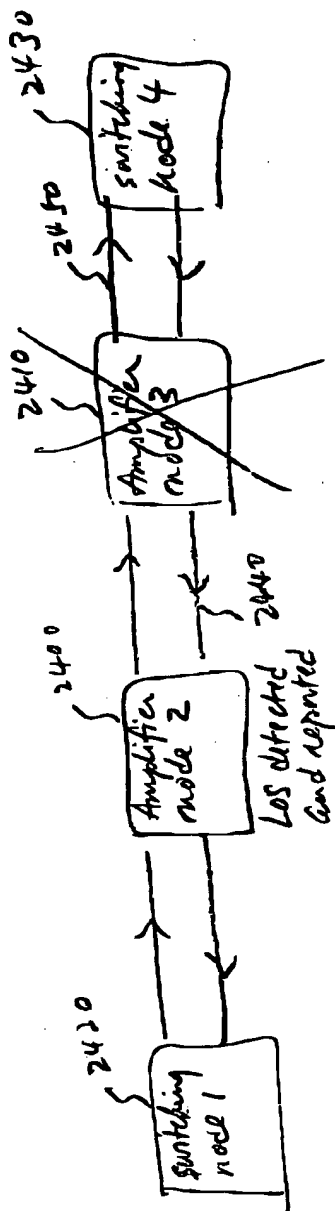 2420
switching
node 1
2400
Amplifier
node 2
LOS detected
and reported
2440
2410
Amplifier
node 3
2450
2430
switching
node 4